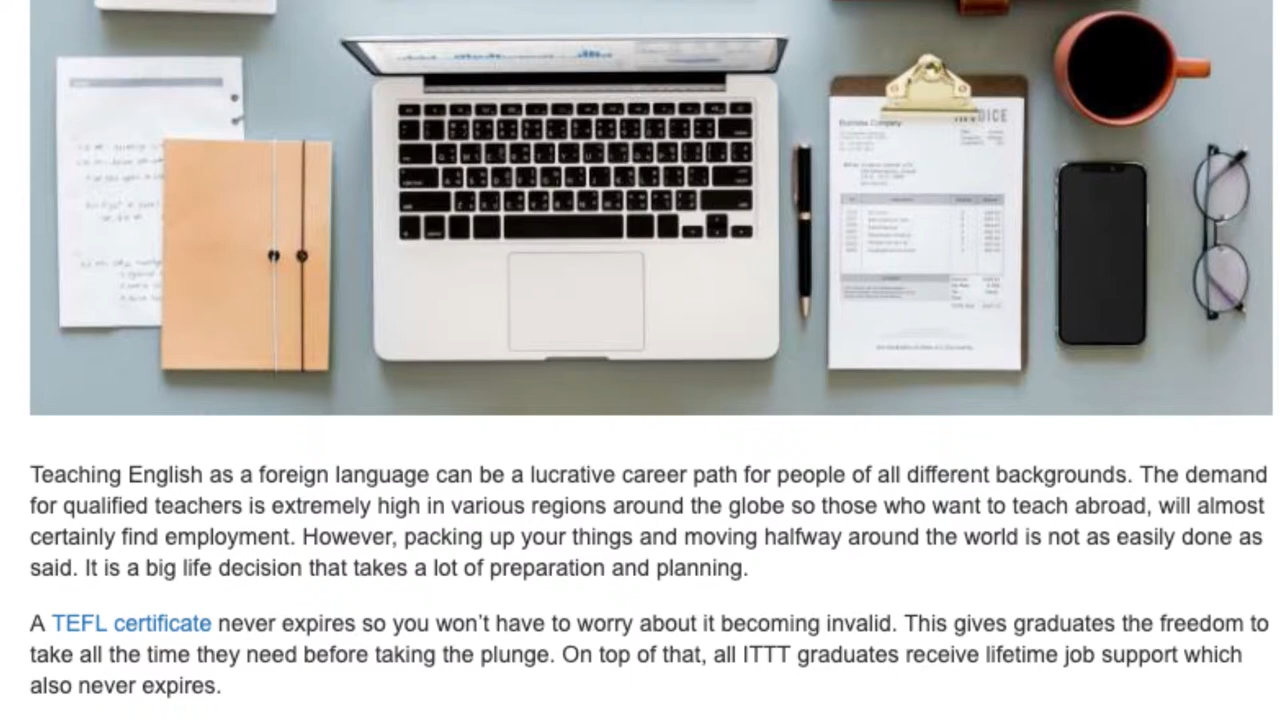 Business Company
INVOICE
Teaching English as a foreign language can be a lucrative career path for people of all different backgrounds. The demand
for qualified teachers is extremely high in various regions around the globe so those who want to teach abroad, will almost
certainly find employment. However, packing up your things and moving halfway around the world is not as easily done as
said. It is a big life decision that takes a lot of preparation and planning.
A TEFL certificate never expires so you won't have to worry about it becoming invalid. This gives graduates the freedom to
take all the time they need before taking the plunge. On top of that, all ITTT graduates receive lifetime job support which
also never expires.